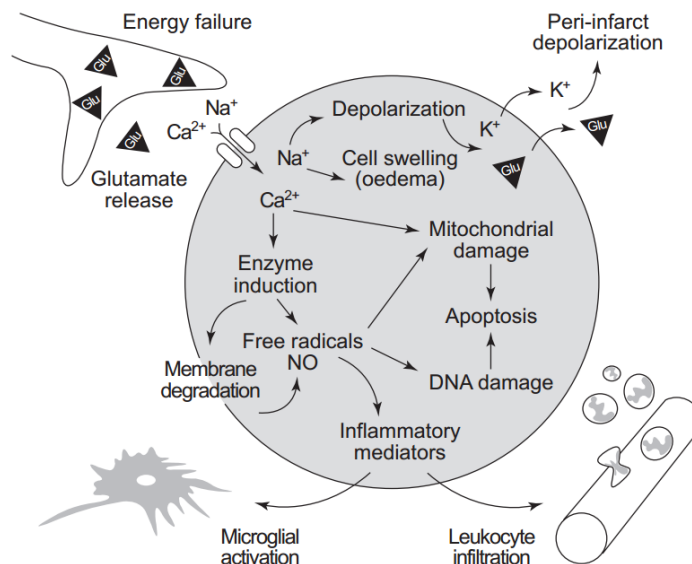 Energy failure
Peri-infarct
depolarization
Glu
Glu
Glu
Glu
Na⁺
Ca²⁺
Glutamate
release
Depolarization
K⁺
K⁺
Glu
Glu
Na⁺
Cell swelling
(oedema)
Ca²⁺
Mitochondrial
damage
Enzyme
induction
Apoptosis
Free radicals
NO
Membrane
degradation
DNA damage
Inflammatory
mediators
Microglial
activation
Leukocyte
infiltration